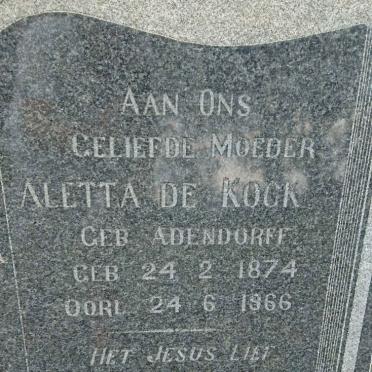 AAN ONS
GELIEFDE MOEDER
ALETTA DE KOCK
GEB ADENDORFF
GEB 24 2 1874
OORL 24 6 1966
HET JESUS LIEF